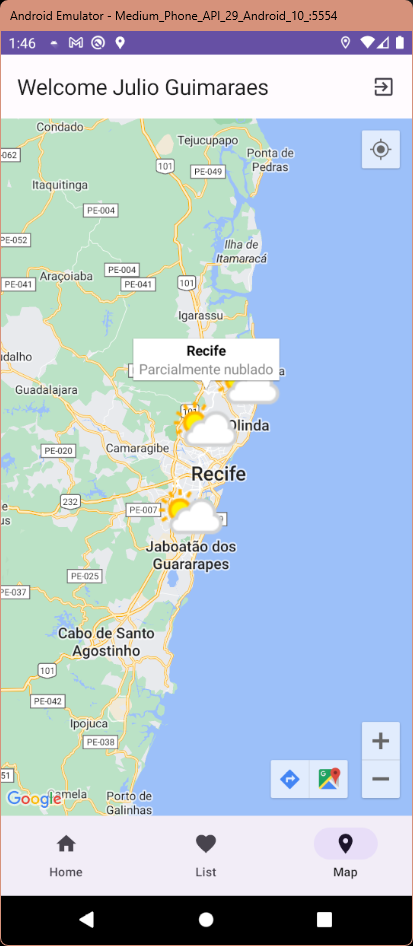 Android Emulator - Medium_Phone_API_29_Android_10_:5554
1:46
Welcome Julio Guimaraes
Condado
Tejucupapo
-062
101
Ponta de
Pedras
PE-049
Itaquitinga
PE-004
PE-052
Ilha de
Itamaracá
Araçoiaba
PE-004
PE-041
PE-041
101
Igarassu
Recife
Parcialmente nublado
Guadalajara
101
Olinda
Camaragibe
PE-020
Recife
232
PE-007
Jaboatão dos
Guararapes
PE-025
PE-037
Cabo de Santo
Agostinho
101
PE-042
Ipojuca
PE-038
51
Google
Porto de
Galinhas
Home
List
Map